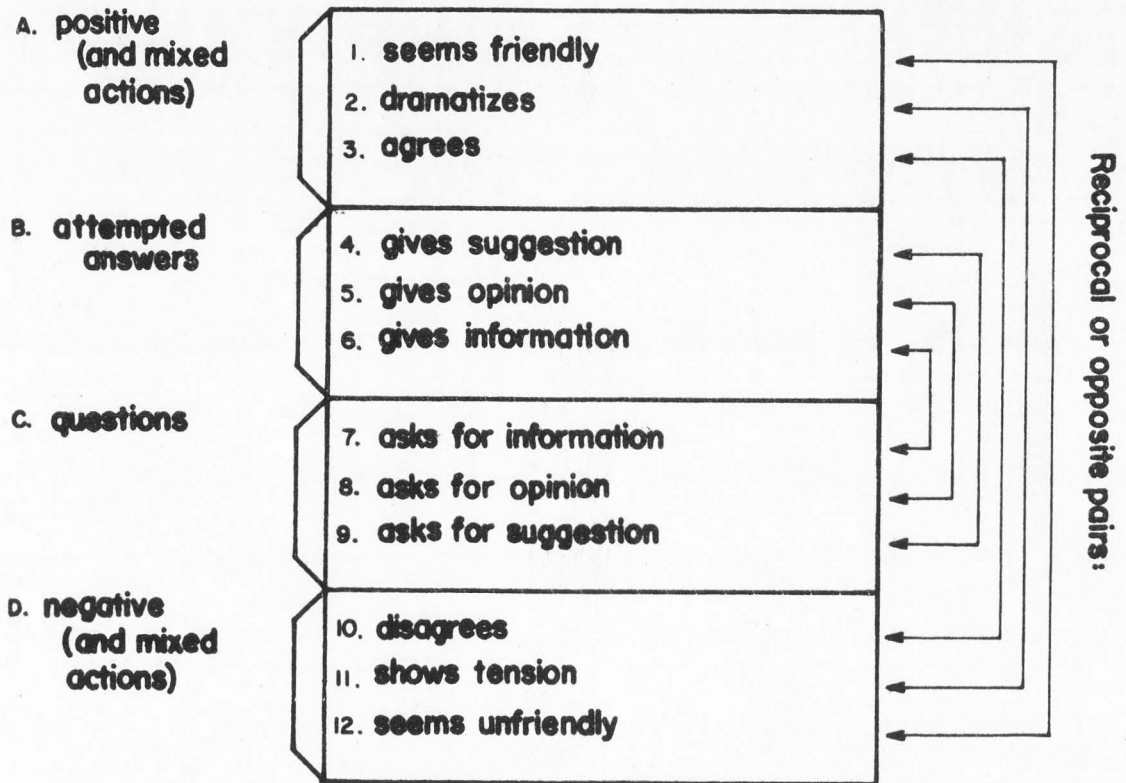 A. positive
(and mixed
actions)
1. seems friendly
2. dramatizes
3. agrees
B. attempted
answers
4. gives suggestion
5. gives opinion
6. gives information
C. questions
7. asks for information
8. asks for opinion
9. asks for suggestion
D. negative
(and mixed
actions)
10. disagrees
11. shows tension
12. seems unfriendly
Reciprocal or opposite pairs: